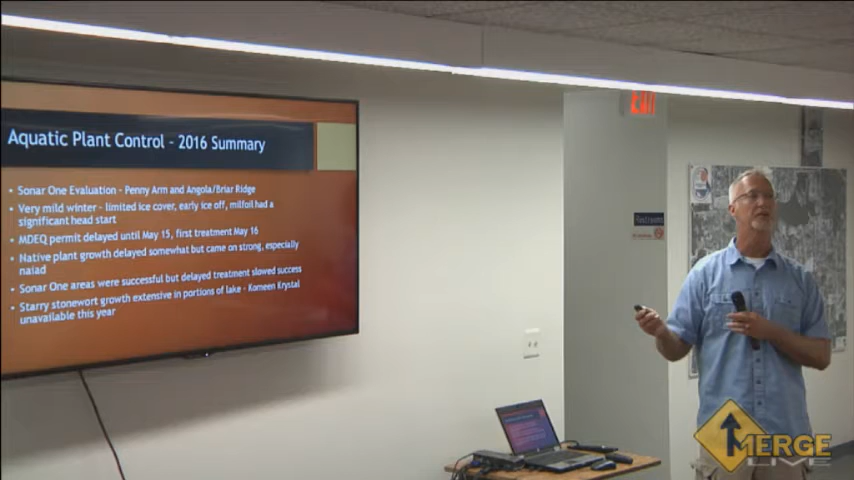 Aquatic Plant Control - 2016 Summary
• Sonar One Evaluation - Penny Arm and Angola/Briar Ridge
• Very mild winter - limited ice cover, early ice off, milfoil had a
significant head start
• MDEQ permit delayed until May 15, first treatment May 16
• Native plant growth delayed somewhat but came on strong, especially
naiad
• Sonar One areas were successful but delayed treatment slowed success
• Starry stonewort growth extensive in portions of lake - Komeen Krystal
unavailable this year
EXIT
Restrooms
MERGE
LIVE